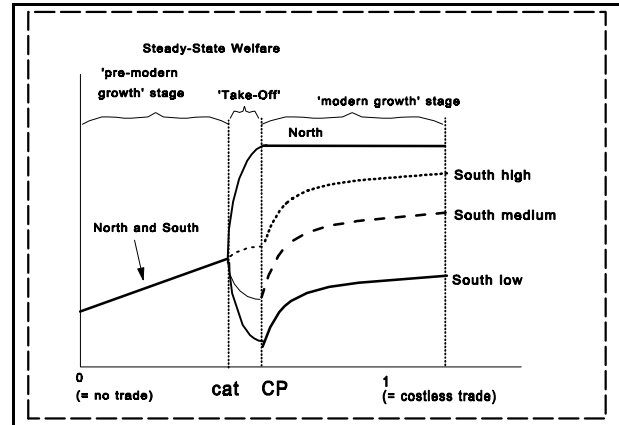 Steady-State Welfare
'pre-modern
growth' stage
'Take-Off'
'modern growth' stage
North
South high
South medium
North and South
South low
0
(= no trade)
cat
CP
1
(= costless trade)